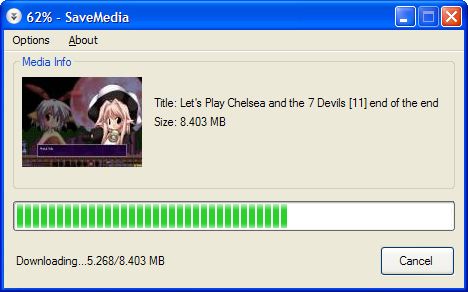 62% - SaveMedia
Options About
Media Info
Title: Let's Play Chelsea and the 7 Devils [11] end of the end
Size: 8.403 MB
Downloading...5.268/8.403 MB
Cancel